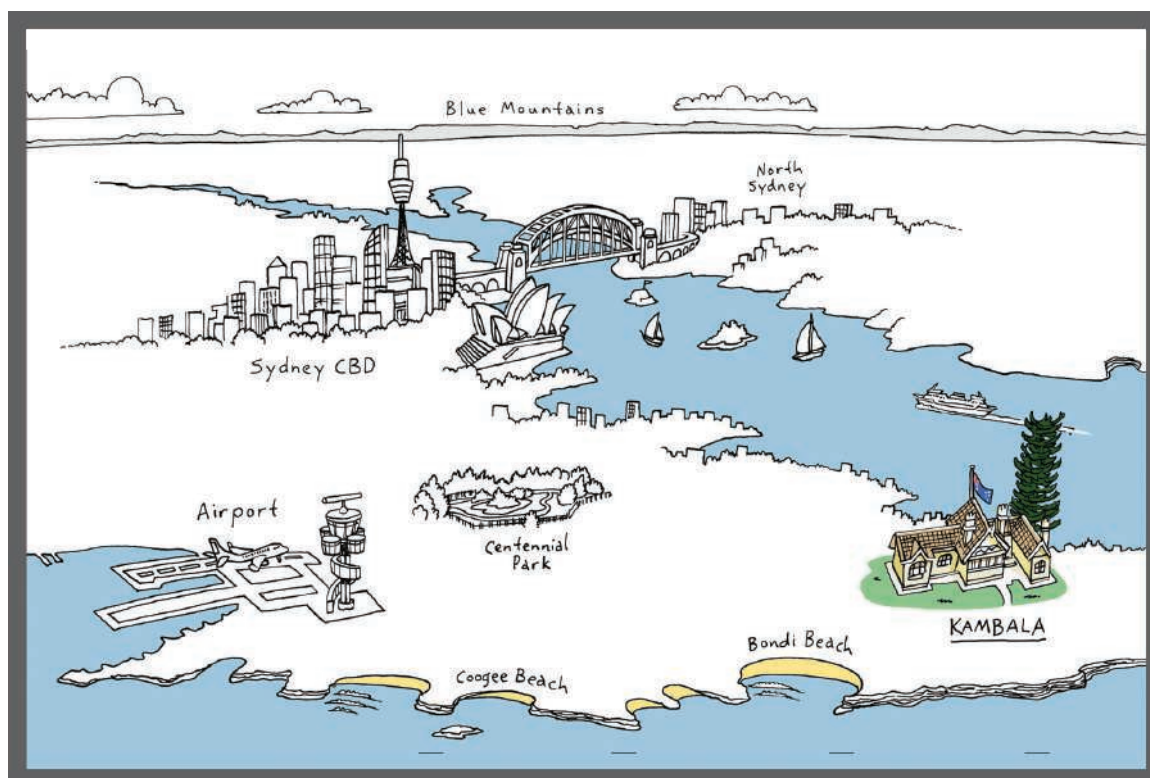 Blue Mountains
North
Sydney
Sydney CBD
Airport
Centennial
Park
KAMBALA
Bondi Beach
Coogee Beach